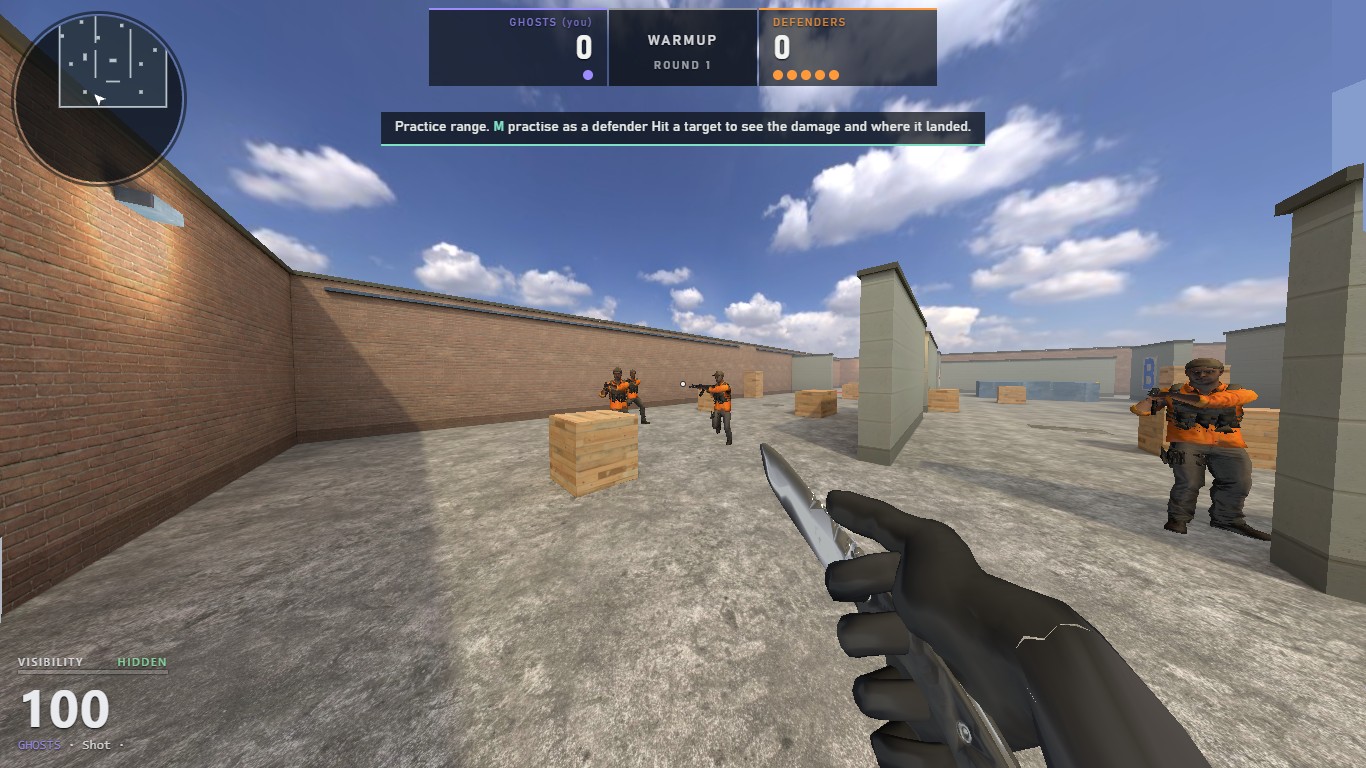 GHOSTS (you)
0
WARMUP
ROUND 1
DEFENDERS
0
Practice range. M practise as a defender Hit a target to see the damage and where it landed.
B
VISIBILITY HIDDEN
100
GHOSTS · Shot ·